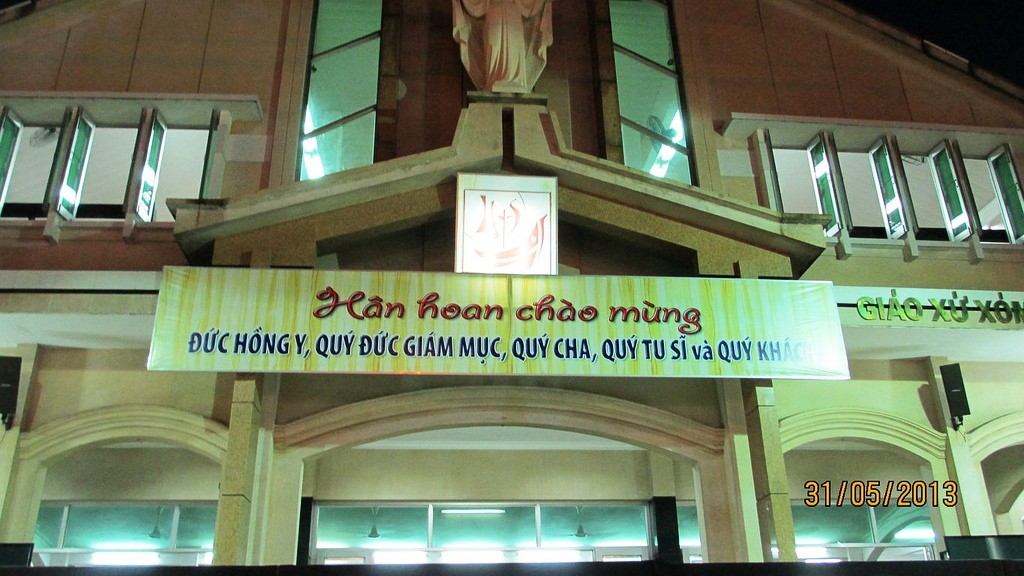 Hân hoan chào mừng
ĐỨC HỒNG Y, QUÝ ĐỨC GIÁM MỤC, QUÝ CHA, QUÝ TU SĨ và QUÝ KHÁCH
GIÁO XỨ XÓM
31/05/2013